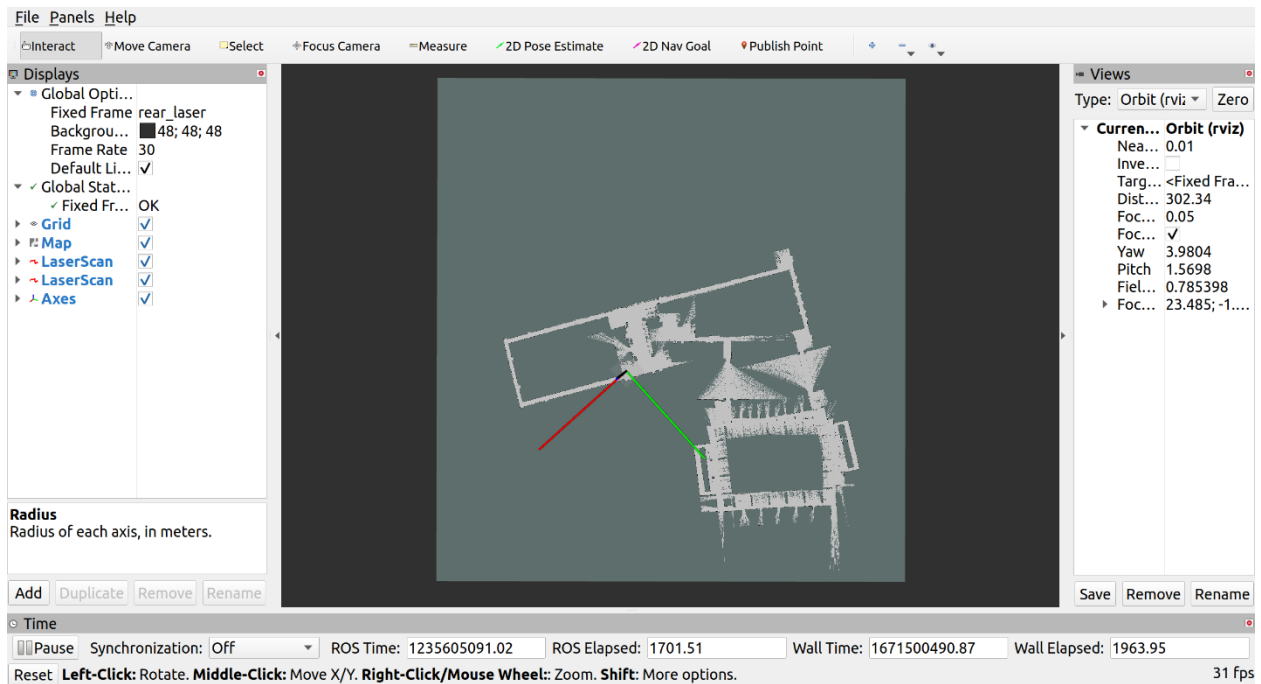 File Panels Help
Interact Move Camera Select Focus Camera Measure 2D Pose Estimate 2D Nav Goal Publish Point
Displays
Global Opti...
Fixed Frame rear_laser
Backgrou... 48; 48; 48
Frame Rate 30
Default Li...
Global Stat...
Fixed Fr... OK
Grid
Map
LaserScan
LaserScan
Axes
Radius
Radius of each axis, in meters.
Add Duplicate Remove Rename
Views
Type: Orbit (rviz Zero
Curren... Orbit (rviz)
Nea... 0.01
Inve...
Targ... <Fixed Fra...
Dist... 302.34
Foc... 0.05
Foc...
Yaw 3.9804
Pitch 1.5698
Fiel... 0.785398
Foc... 23.485; -1....
Save Remove Rename
Time
Pause Synchronization: Off ROS Time: 1235605091.02 ROS Elapsed: 1701.51 Wall Time: 1671500490.87 Wall Elapsed: 1963.95
Reset Left-Click: Rotate. Middle-Click: Move X/Y. Right-Click/Mouse Wheel:: Zoom. Shift: More options. 31 fps